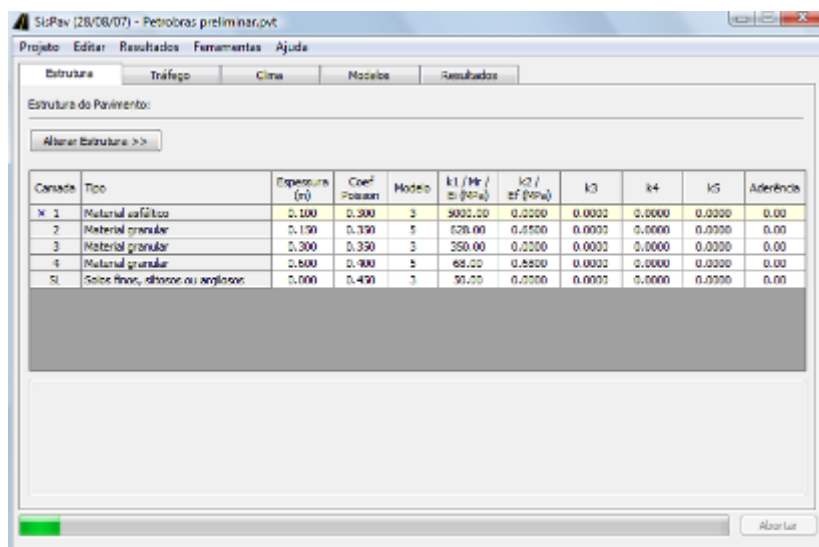 SisPav (28/08/07) - Petrobras preliminar.pvt
Projeto Editar Resultados Ferramentas Ajuda
Estrutura Tráfego Clima Modelos Resultados
Estrutura do Pavimento:
Alterar Estrutura >>
Camada Tipo Espessura (m) Coef Poisson Modelo k1 / Mr / Ei (MPa) k2 / Ef (MPa) k3 k4 k5 Aderência
1 Material asfáltico 0.100 0.300 3 5000.00 0.0000 0.0000 0.0000 0.0000 0.00
2 Material granular 0.150 0.350 5 628.00 0.6500 0.0000 0.0000 0.0000 0.00
3 Material granular 0.300 0.350 3 350.00 0.0000 0.0000 0.0000 0.0000 0.00
4 Material granular 0.600 0.400 5 68.00 0.0000 0.0000 0.0000 0.00
SL Solos finos, siltosos ou argilosos 0.000 0.450 3 50.00 0.0000 0.0000 0.0000 0.0000 0.00
Abortar